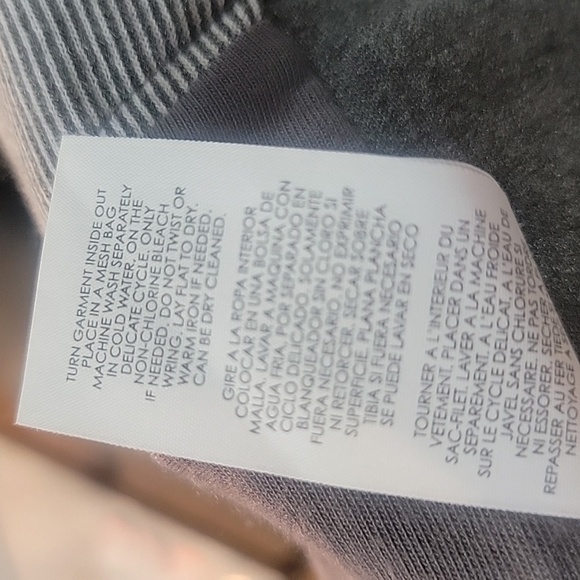 TURN GARMENT INSIDE OUT
PLACE IN A MESH BAG
MACHINE WASH SEPARATELY
IN COLD WATER, ON THE
DELICATE CYCLE, ONLY
NON-CHLORINE BLEACH
IF NEEDED, DO NOT TWIST OR
WRING, LAY FLAT TO DRY,
WARM IRON IF NEEDED,
CAN BE DRY CLEANED.
GIRE A LA ROPA INTERIOR,
COLOCAR EN UNA BOLSA DE
MALLA, LAVAR A MAQUINA CON
AGUA FRIA, POR SEPARADO EN
CICLO DELICADO, SOLAMENTE
BLANQUEADOR SIN CLORO SI
FUERA NECESARIO, NO EXPRIMIR
NI RETORCER, SECAR SOBRE
SUPERFICIE PLANA, PLANCHA
TIBIA SI FUERA NECESARIO
SE PUEDE LAVAR EN SECO
TOURNER A L'INTERIEUR DU
VETEMENT, PLACER DANS UN
SAC-FILET, LAVIER A LA MACHINE
SEPAREMENT A L'EAU FROIDE
SUR LE CYCLE DELICAT, A L'EAU DE
JAVEL SANS CHLORE
NECESSAIRE, NE PAS
NI ESSORER, SECHEZ A
REPASSER AU FER
NETTOYAGE